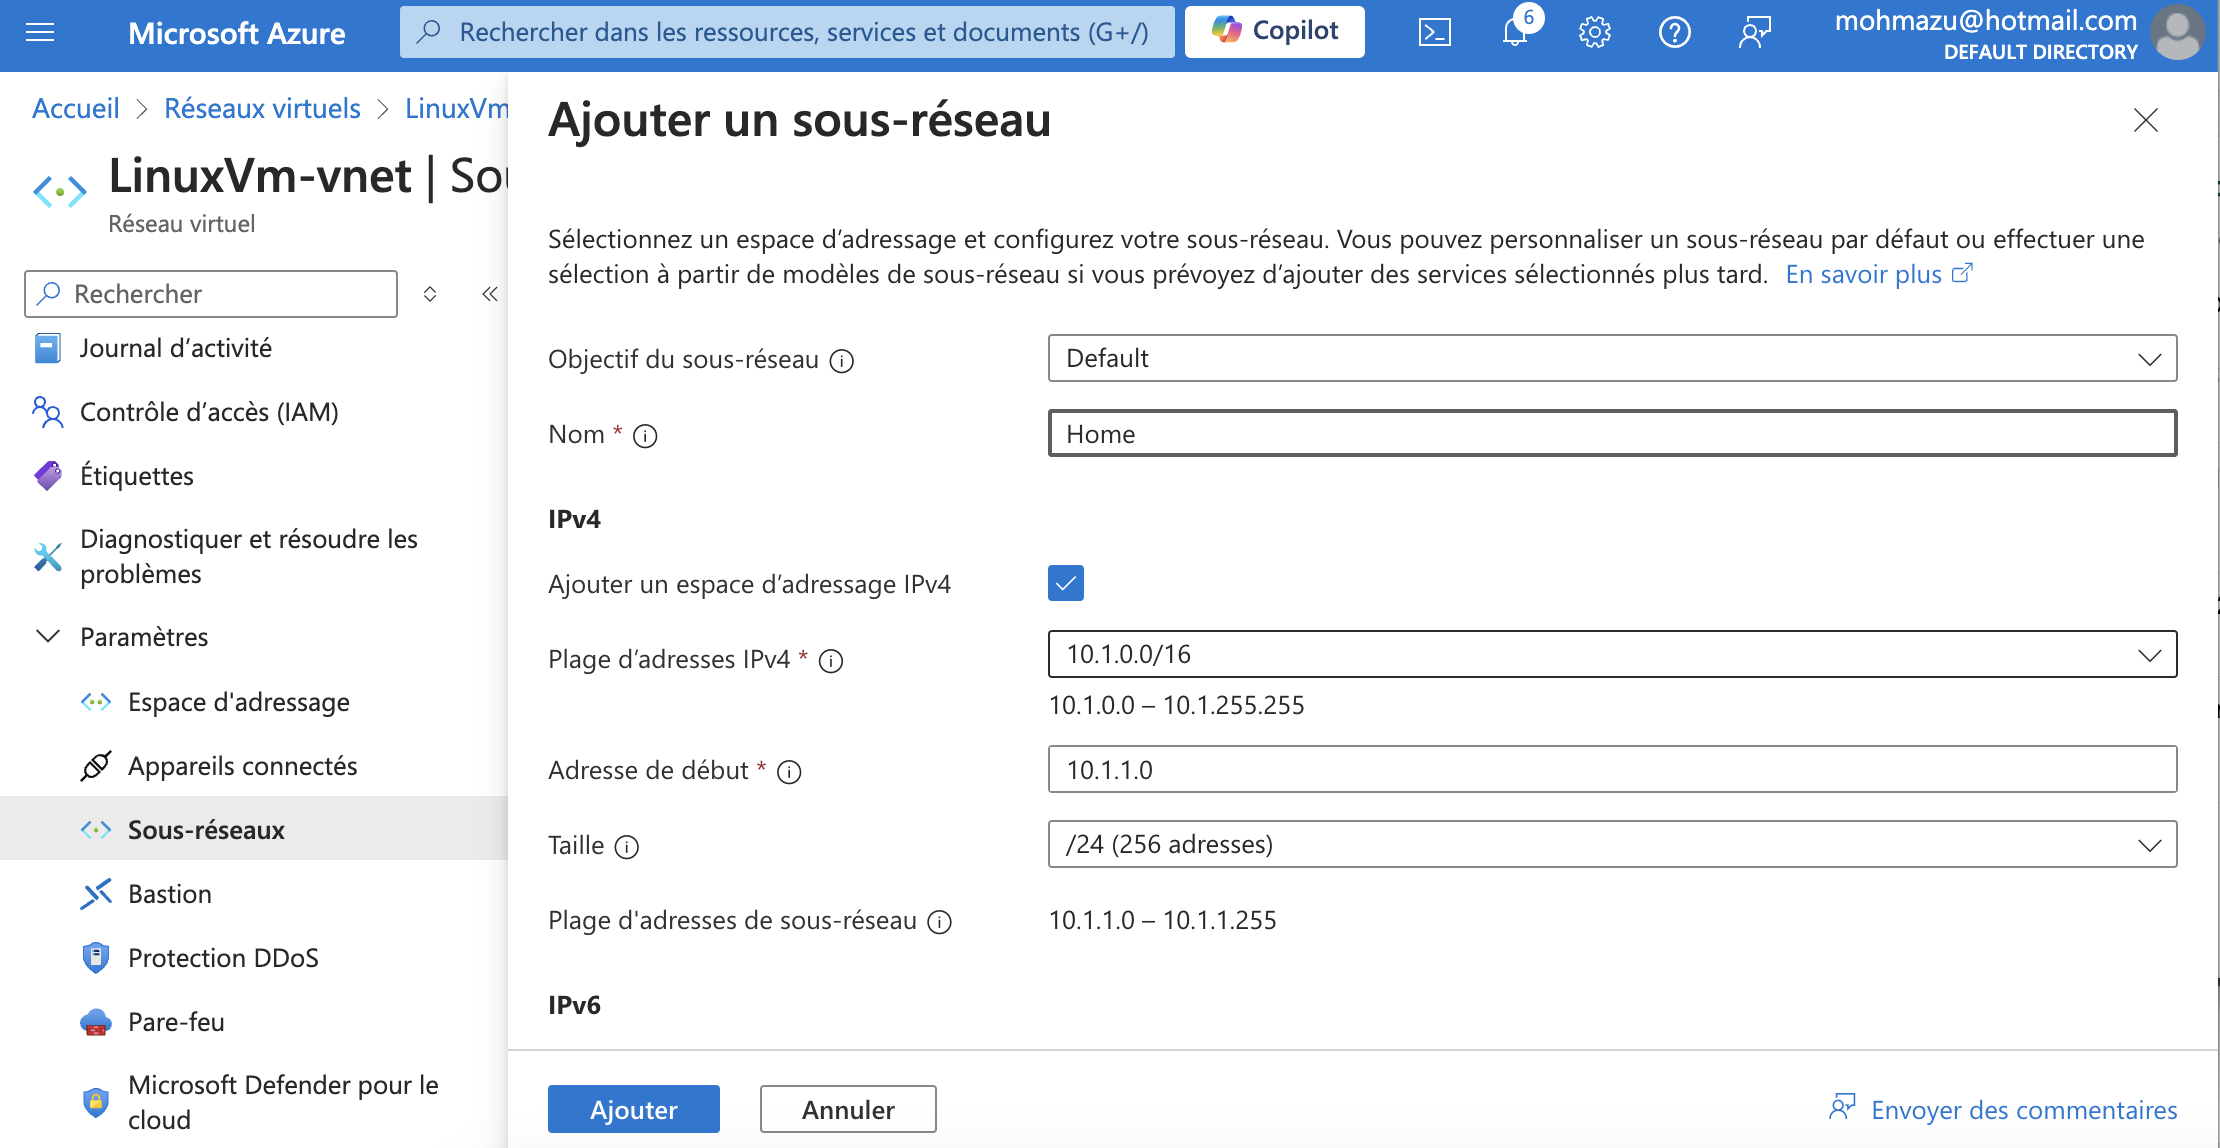 Microsoft Azure
Rechercher dans les ressources, services et documents (G+/)
Copilot
6
mohmazu@hotmail.com
DEFAULT DIRECTORY
Accueil > Réseaux virtuels > LinuxVm
LinuxVm-vnet | Sou
Réseau virtuel
Rechercher
Journal d’activité
Contrôle d’accès (IAM)
Étiquettes
Diagnostiquer et résoudre les
problèmes
Paramètres
Espace d'adressage
Appareils connectés
Sous-réseaux
Bastion
Protection DDoS
Pare-feu
Microsoft Defender pour le
cloud
Ajouter un sous-réseau
Sélectionnez un espace d’adressage et configurez votre sous-réseau. Vous pouvez personnaliser un sous-réseau par défaut ou effectuer une
sélection à partir de modèles de sous-réseau si vous prévoyez d’ajouter des services sélectionnés plus tard. En savoir plus
Objectif du sous-réseau Default
Nom * Home
IPv4
Ajouter un espace d’adressage IPv4
Plage d’adresses IPv4 * 10.1.0.0/16
10.1.0.0 – 10.1.255.255
Adresse de début * 10.1.1.0
Taille /24 (256 adresses)
Plage d'adresses de sous-réseau 10.1.1.0 – 10.1.1.255
IPv6
Ajouter
Annuler
Envoyer des commentaires